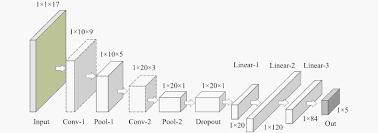 1×1×17
1×10×9
1×10×5
1×20×3
1×20×1
1×20×1
Linear-1
Linear-2
Linear-3
Input
Conv-1
Pool-1
Conv-2
Pool-2
Dropout
1×20
1×120
1×84
Out
1×5